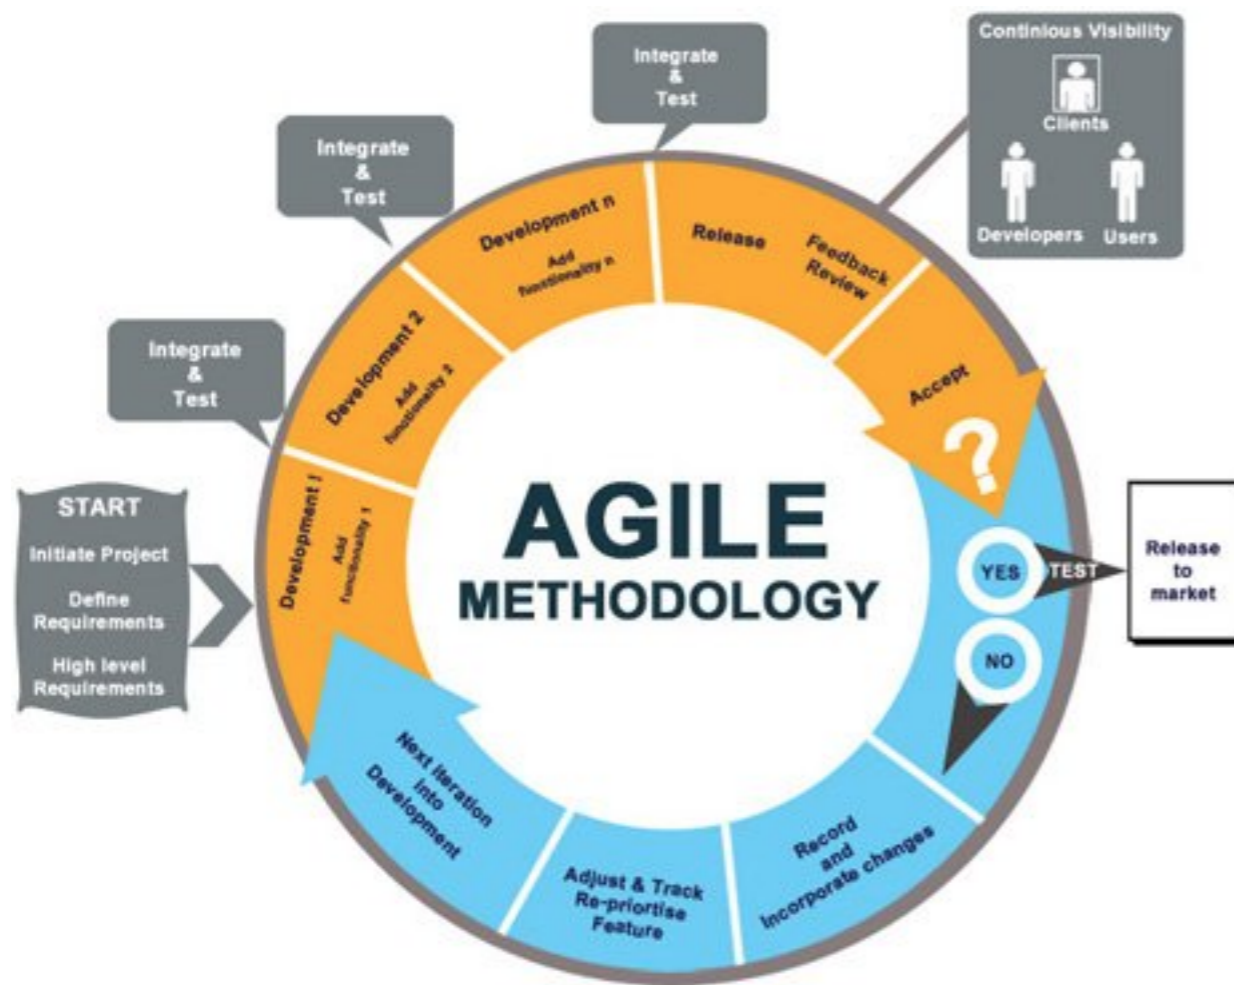 Continious Visibility
Clients
Developers Users
Integrate
&
Test
Integrate
&
Test
Integrate
&
Test
START
Initiate Project
Define
Requirements
High level
Requirements
Development 1
Add
functionality 1
Development 2
Add
functionality 2
Development n
Add
functionality n
Release
Feedback
Review
Accept
?
YES
TEST
Release
to
market
NO
Record
and
Incorporate changes
Adjust & Track
Re-priortise
Feature
Next iteration
into
Development
AGILE
METHODOLOGY